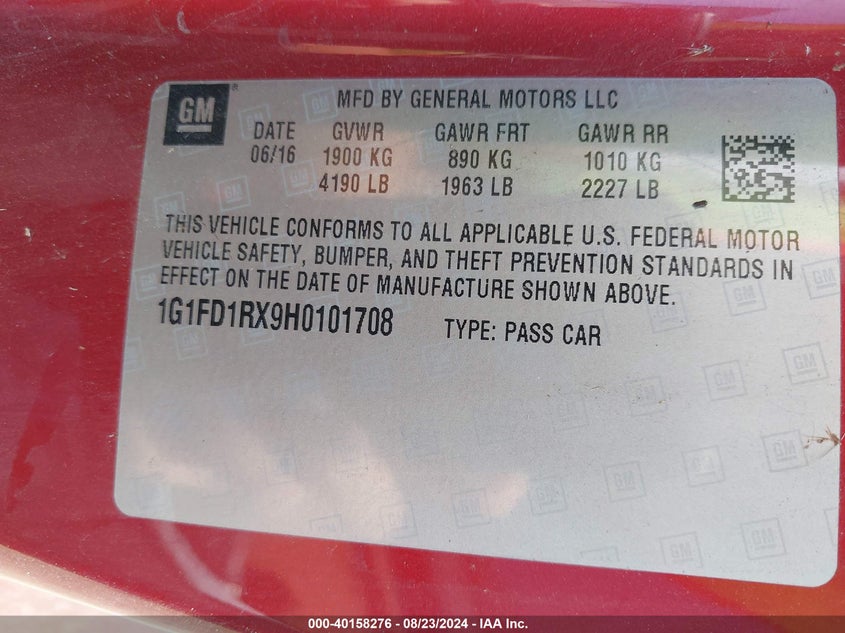 GM ®
MFD BY GENERAL MOTORS LLC
DATE GVWR GAWR FRT GAWR RR
06/16 1900 KG 890 KG 1010 KG
4190 LB 1963 LB 2227 LB
THIS VEHICLE CONFORMS TO ALL APPLICABLE U.S. FEDERAL MOTOR
VEHICLE SAFETY, BUMPER, AND THEFT PREVENTION STANDARDS IN
EFFECT ON THE DATE OF MANUFACTURE SHOWN ABOVE.
1G1FD1RX9H0101708 TYPE: PASS CAR
000-40158276 - 08/23/2024 - IAA Inc.